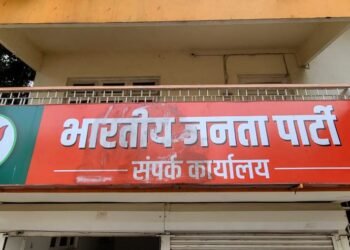 भारतीय जनता पार्टी
संपर्क कार्यालय